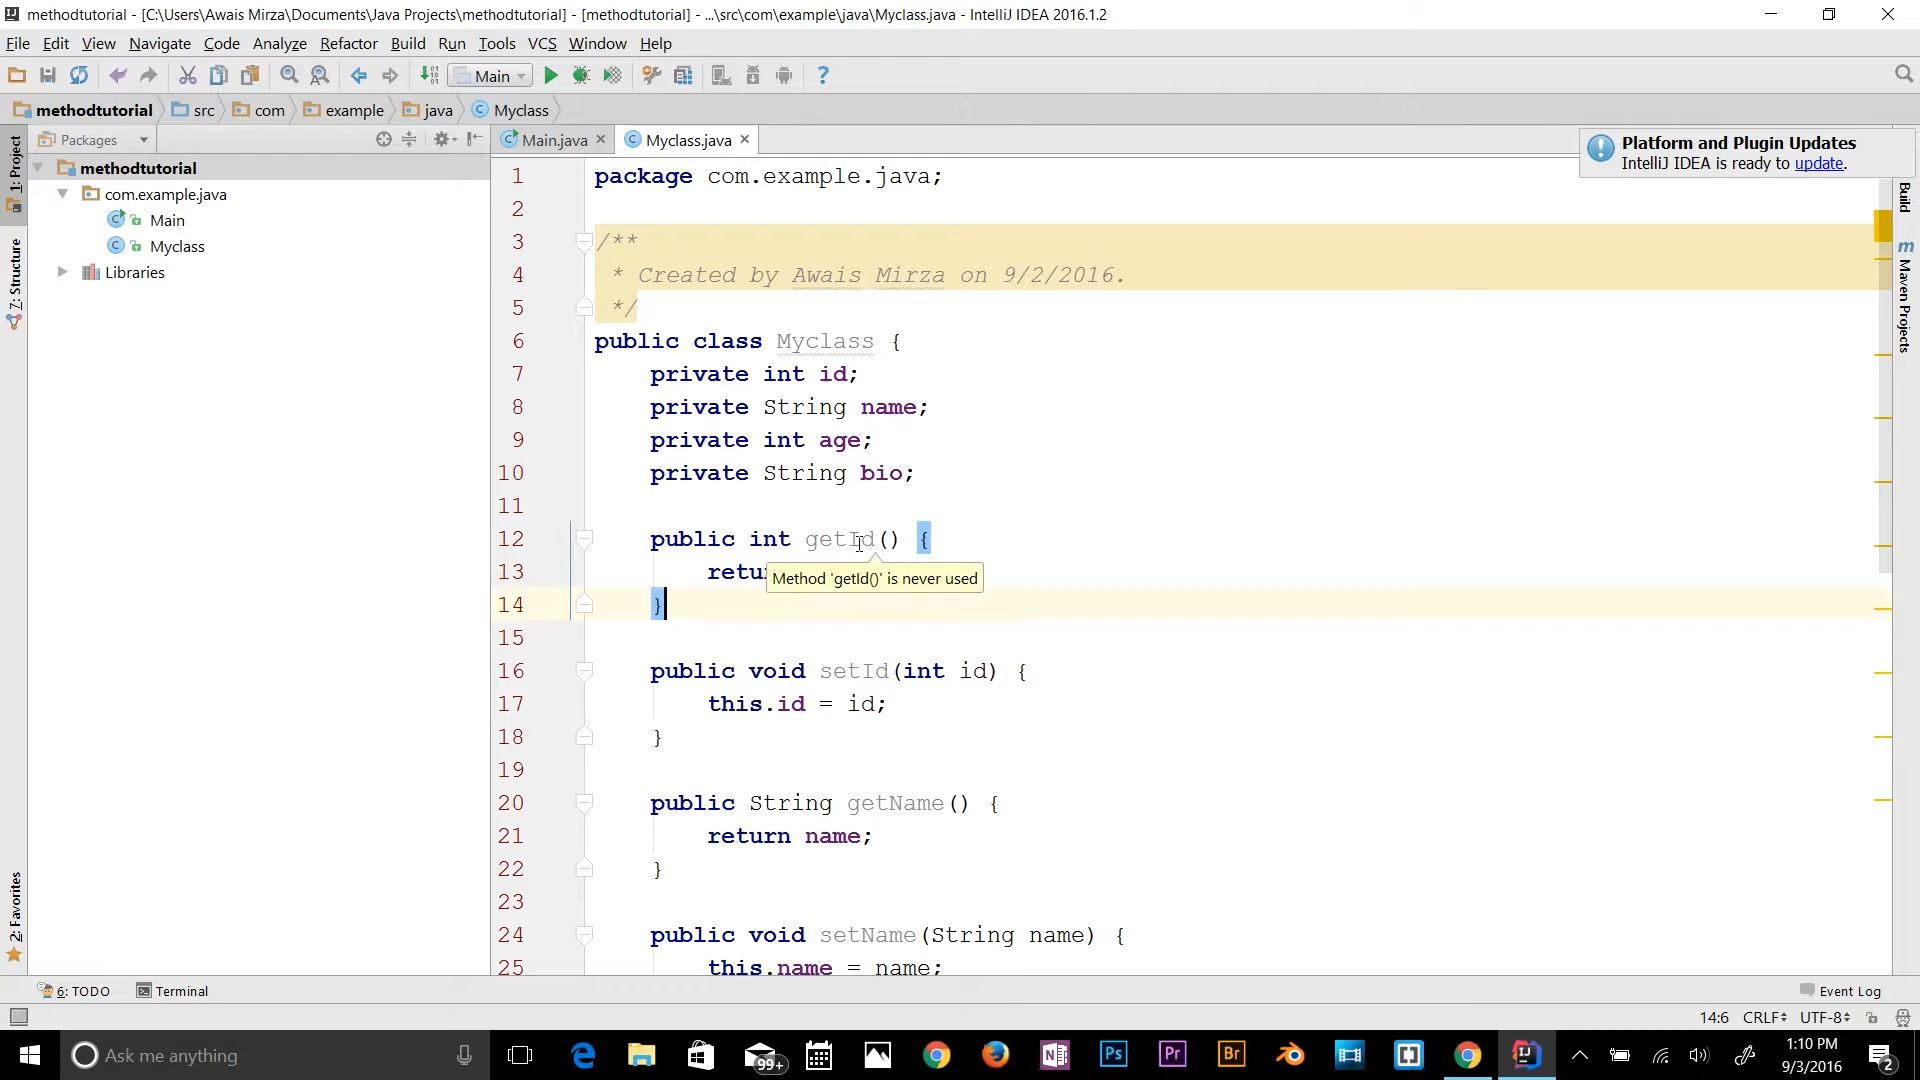 methodtutorial - [C:\Users\Awais Mirza\Documents\Java Projects\methodtutorial] - [methodtutorial] - ...\src\com\example\java\Myclass.java - IntelliJ IDEA 2016.1.2
File Edit View Navigate Code Analyze Refactor Build Run Tools VCS Window Help
Main
methodtutorial src com example java Myclass
Packages
Main.java Myclass.java
Platform and Plugin Updates
IntelliJ IDEA is ready to update.
1: Project
7: Structure
2: Favorites
methodtutorial
com.example.java
Main
Myclass
Libraries
1 package com.example.java;
2
3 /**
4 * Created by Awais Mirza on 9/2/2016.
5 */
6 public class Myclass {
7 private int id;
8 private String name;
9 private int age;
10 private String bio;
11
12 public int getId() {
13 retu
Method 'getId()' is never used
14 }
15
16 public void setId(int id) {
17 this.id = id;
18 }
19
20 public String getName() {
21 return name;
22 }
23
24 public void setName(String name) {
25 this.name = name;
Build
m Maven Projects
6: TODO Terminal Event Log
14:6 CRLF UTF-8
Ask me anything
99+
N
Ps
Pr
Br
IJ
1:10 PM
9/3/2016
2